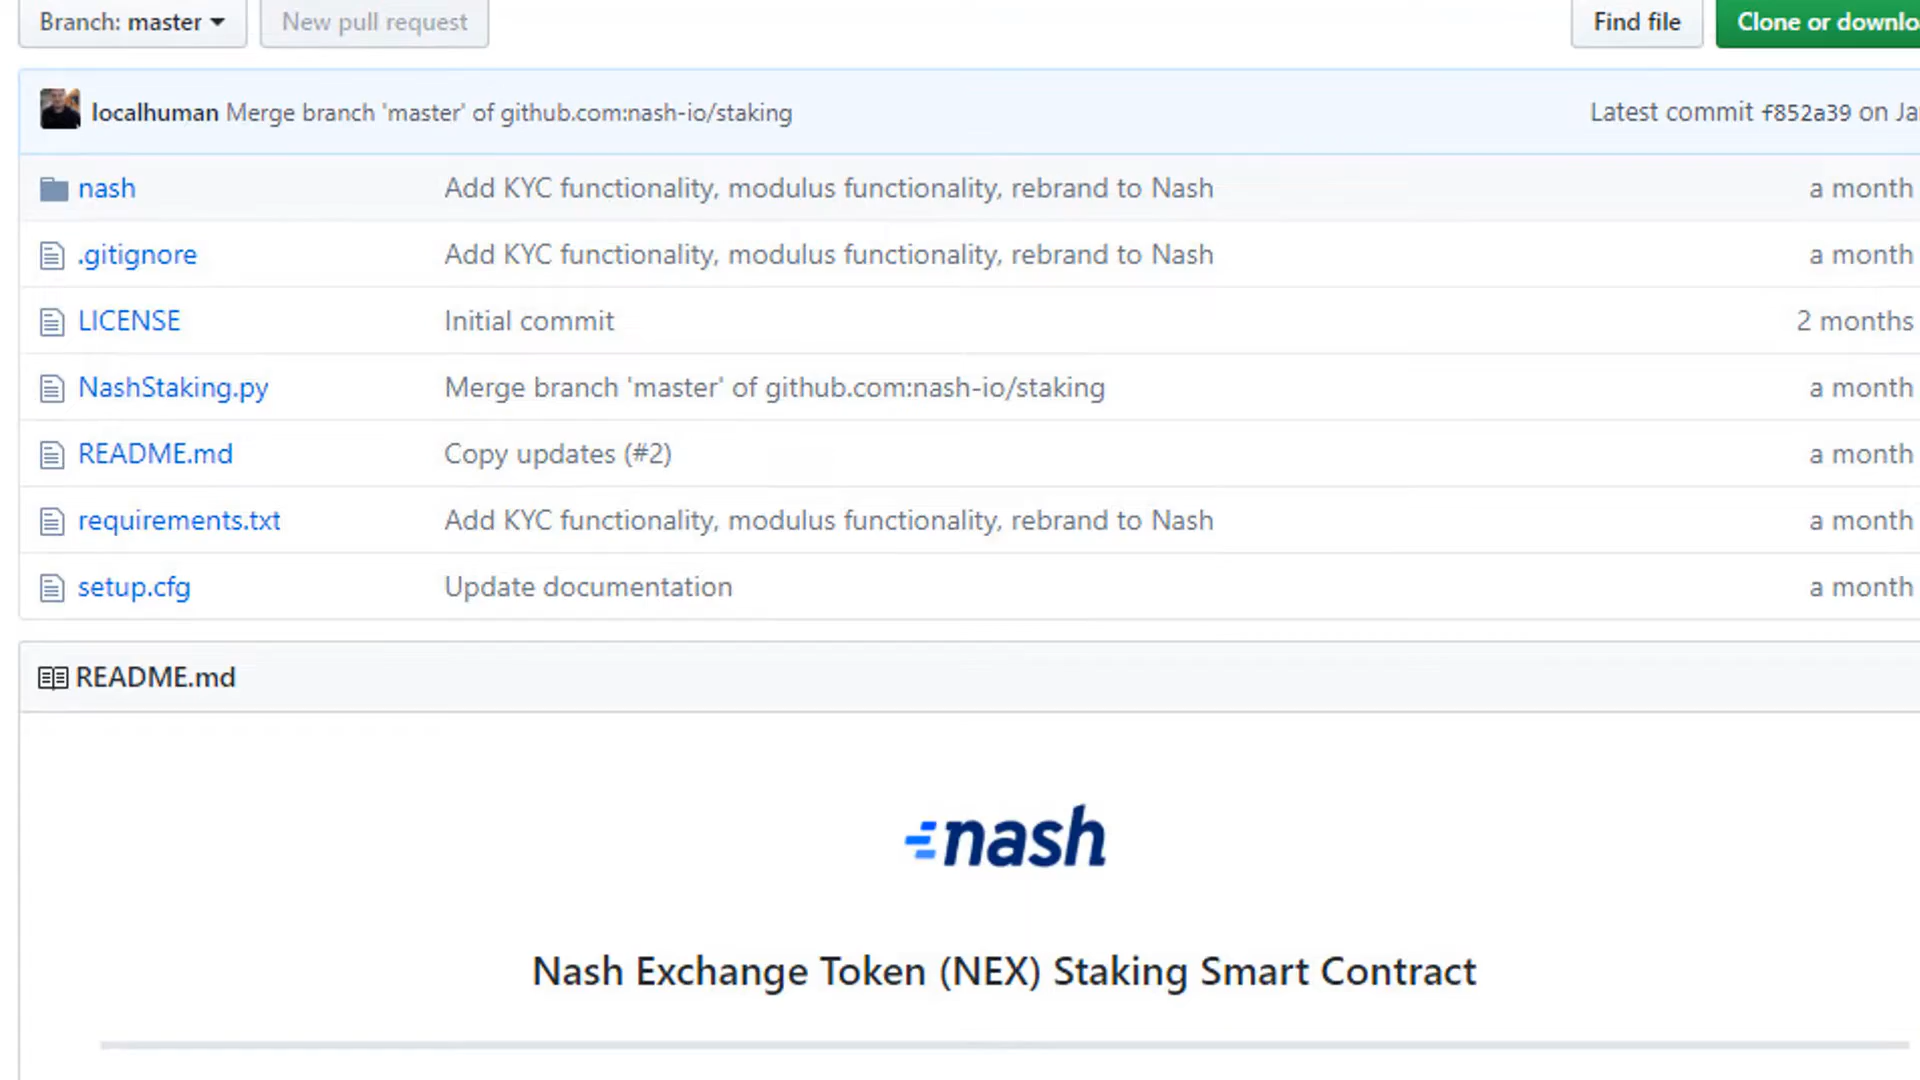 Branch: master New pull request Find file Clone or downlo
localhuman Merge branch 'master' of github.com:nash-io/staking Latest commit f852a39 on Ja
nash Add KYC functionality, modulus functionality, rebrand to Nash a month
.gitignore Add KYC functionality, modulus functionality, rebrand to Nash a month
LICENSE Initial commit 2 months
NashStaking.py Merge branch 'master' of github.com:nash-io/staking a month
README.md Copy updates (#2) a month
requirements.txt Add KYC functionality, modulus functionality, rebrand to Nash a month
setup.cfg Update documentation a month
README.md
nash
Nash Exchange Token (NEX) Staking Smart Contract